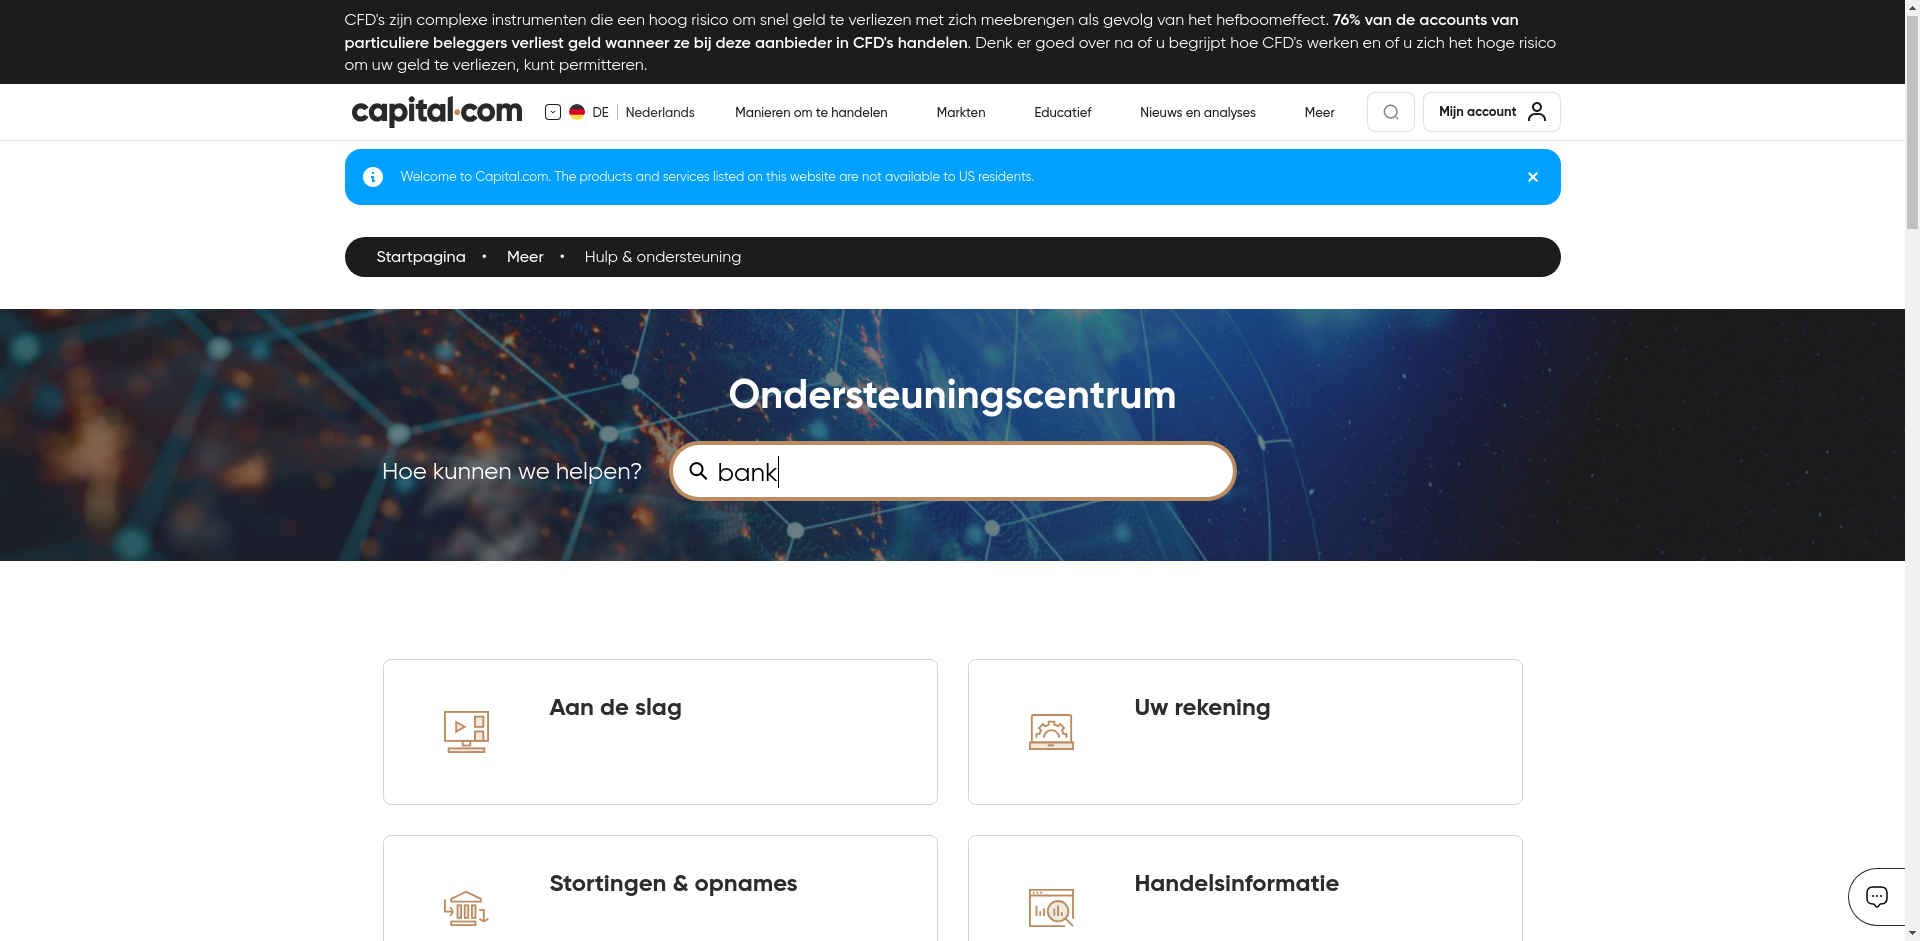 CFD's zijn complexe instrumenten die een hoog risico om snel geld te verliezen met zich meebrengen als gevolg van het hefboomeffect. 76% van de accounts van
particuliere beleggers verliest geld wanneer ze bij deze aanbieder in CFD's handelen. Denk er goed over na of u begrijpt hoe CFD's werken en of u zich het hoge risico
om uw geld te verliezen, kunt permitteren.
capital.com DE Nederlands Manieren om te handelen Markten Educatief Nieuws en analyses Meer Mijn account
Welcome to Capital.com. The products and services listed on this website are not available to US residents.
Startpagina • Meer • Hulp & ondersteuning
Ondersteuningscentrum
Hoe kunnen we helpen? bank
Aan de slag
Uw rekening
Stortingen & opnames
Handelsinformatie